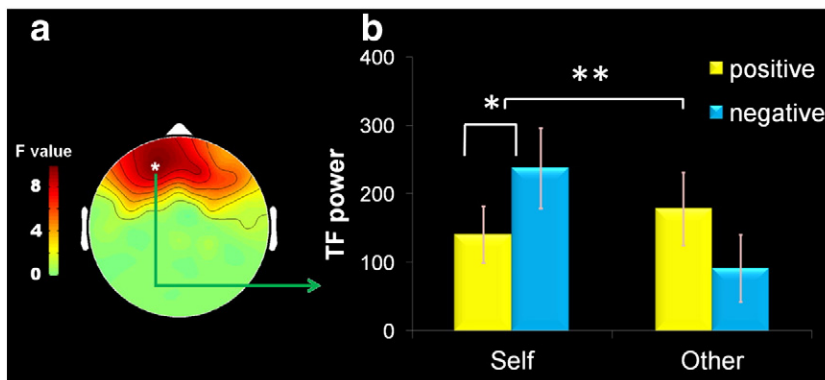 a
F value
8
4
0
*
b
400
300
200
100
0
TF power
*
**
positive
negative
Self
Other